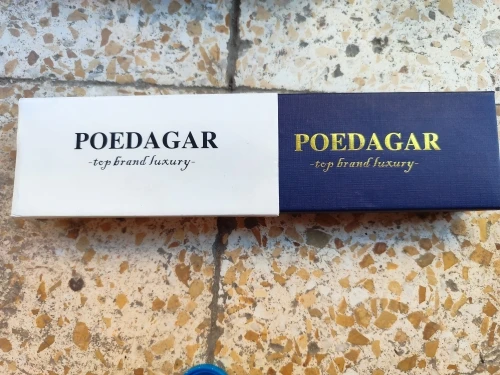 POEDAGAR
-top brand luxury-
POEDAGAR
-top brand luxury-